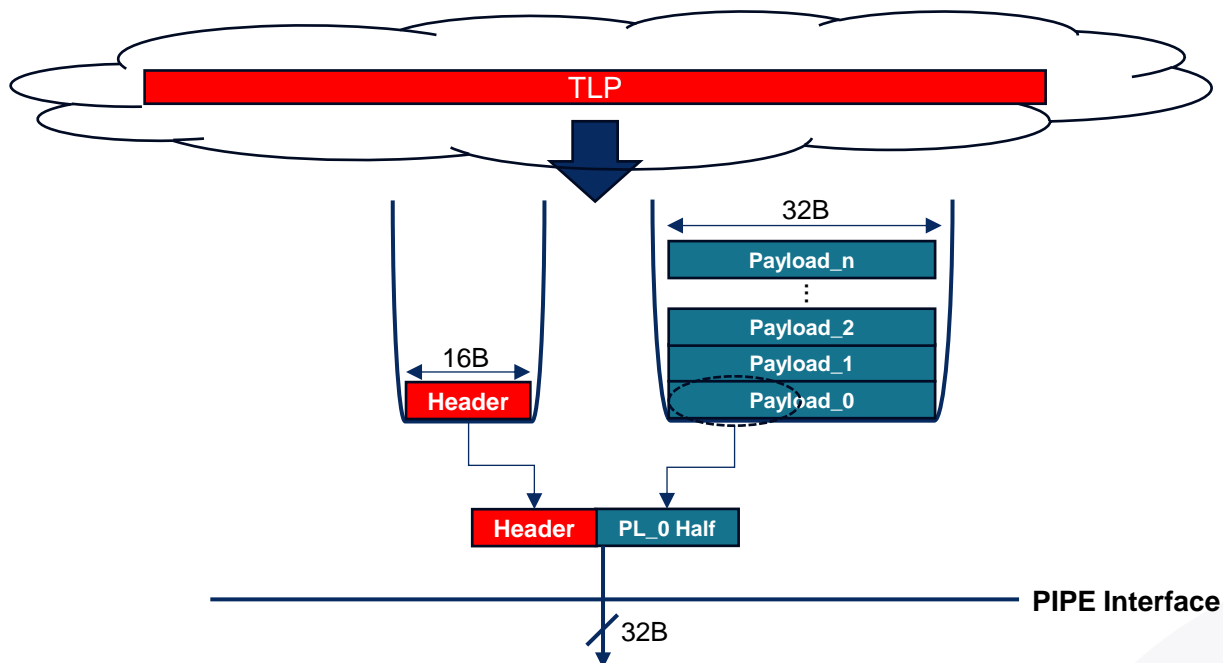 TLP
32B
Payload_n
⋮
Payload_2
16B
Payload_1
Header
Payload_0
Header
PL_0 Half
PIPE Interface
32B